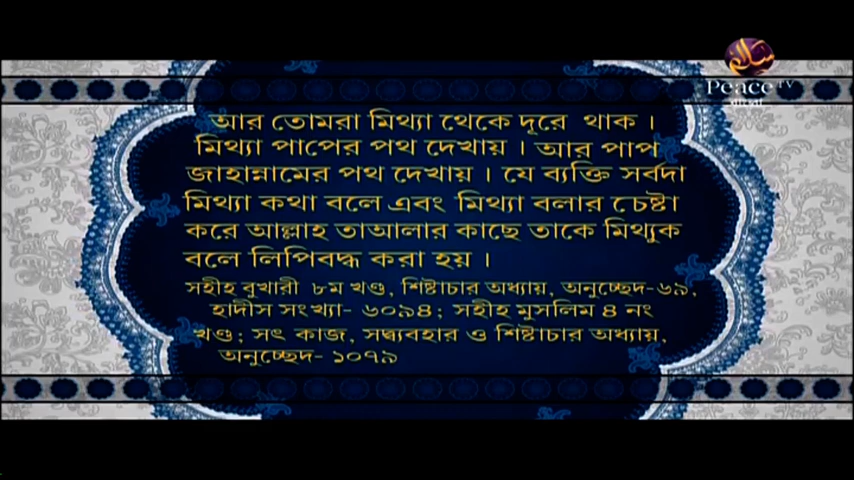 سلام
Peace TV
বাংলা
আর তোমরা মিথ্যা থেকে দূরে থাক ।
মিথ্যা পাপের পথ দেখায় । আর পাপ
জাহান্নামের পথ দেখায় । যে ব্যক্তি সর্বদা
মিথ্যা কথা বলে এবং মিথ্যা বলার চেষ্টা
করে আল্লাহ তাআলার কাছে তাকে মিথ্যুক
বলে লিপিবদ্ধ করা হয় ।
সহীহ বুখারী ৮ম খণ্ড, শিষ্টাচার অধ্যায়, অনুচ্ছেদ-৬৯,
হাদীস সংখ্যা- ৬০৯৪; সহীহ মুসলিম ৪ নং
খণ্ড; সৎ কাজ, সদ্ব্যবহার ও শিষ্টাচার অধ্যায়,
অনুচ্ছেদ- ১০৭৯